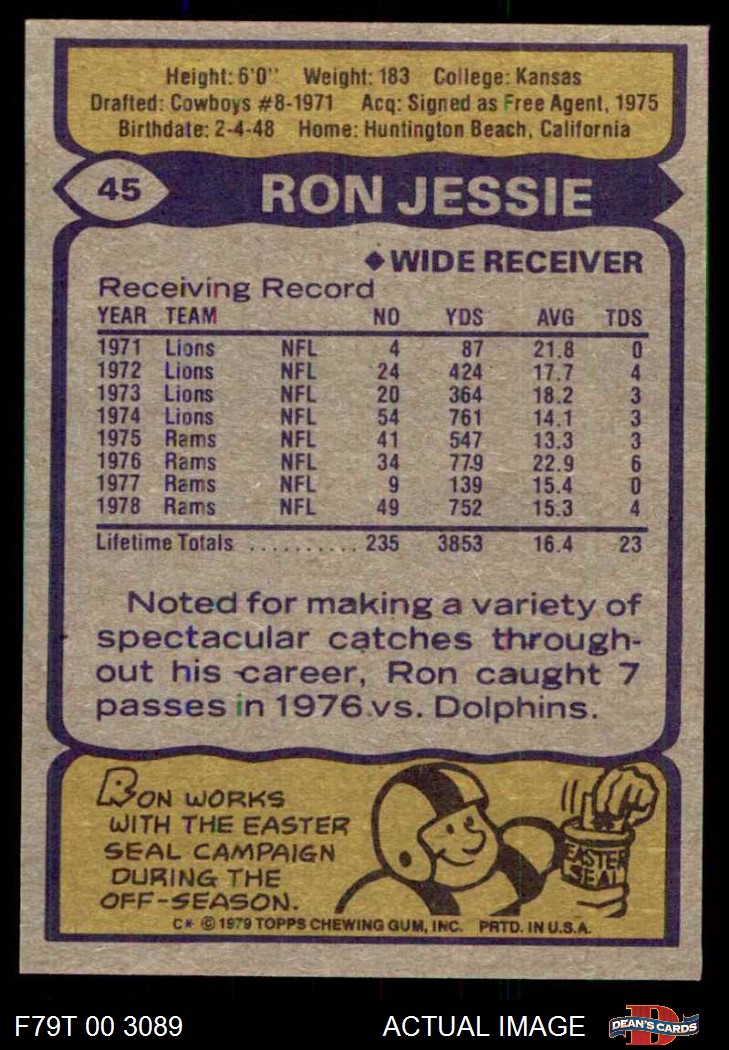 Height: 6'0" Weight: 183 College: Kansas
Drafted: Cowboys #8-1971 Acq: Signed as Free Agent, 1975
Birthdate: 2-4-48 Home: Huntington Beach, California
45 RON JESSIE
◆WIDE RECEIVER
Receiving Record
YEAR TEAM NO YDS AVG TDS
1971 Lions NFL 4 87 21.8 0
1972 Lions NFL 24 424 17.7 4
1973 Lions NFL 20 364 18.2 3
1974 Lions NFL 54 761 14.1 3
1975 Rams NFL 41 547 13.3 3
1976 Rams NFL 34 779 22.9 6
1977 Rams NFL 9 139 15.4 0
1978 Rams NFL 49 752 15.3 4
Lifetime Totals .......... 235 3853 16.4 23
Noted for making a variety of
spectacular catches through-
out his career, Ron caught 7
passes in 1976 vs. Dolphins.
RON WORKS
WITH THE EASTER
SEAL CAMPAIGN
DURING THE
OFF-SEASON.
EASTER
SEAL
C* © 1979 TOPPS CHEWING GUM, INC. PRTD. IN U.S.A.
F79T 00 3089 ACTUAL IMAGE D DEAN'S CARDS